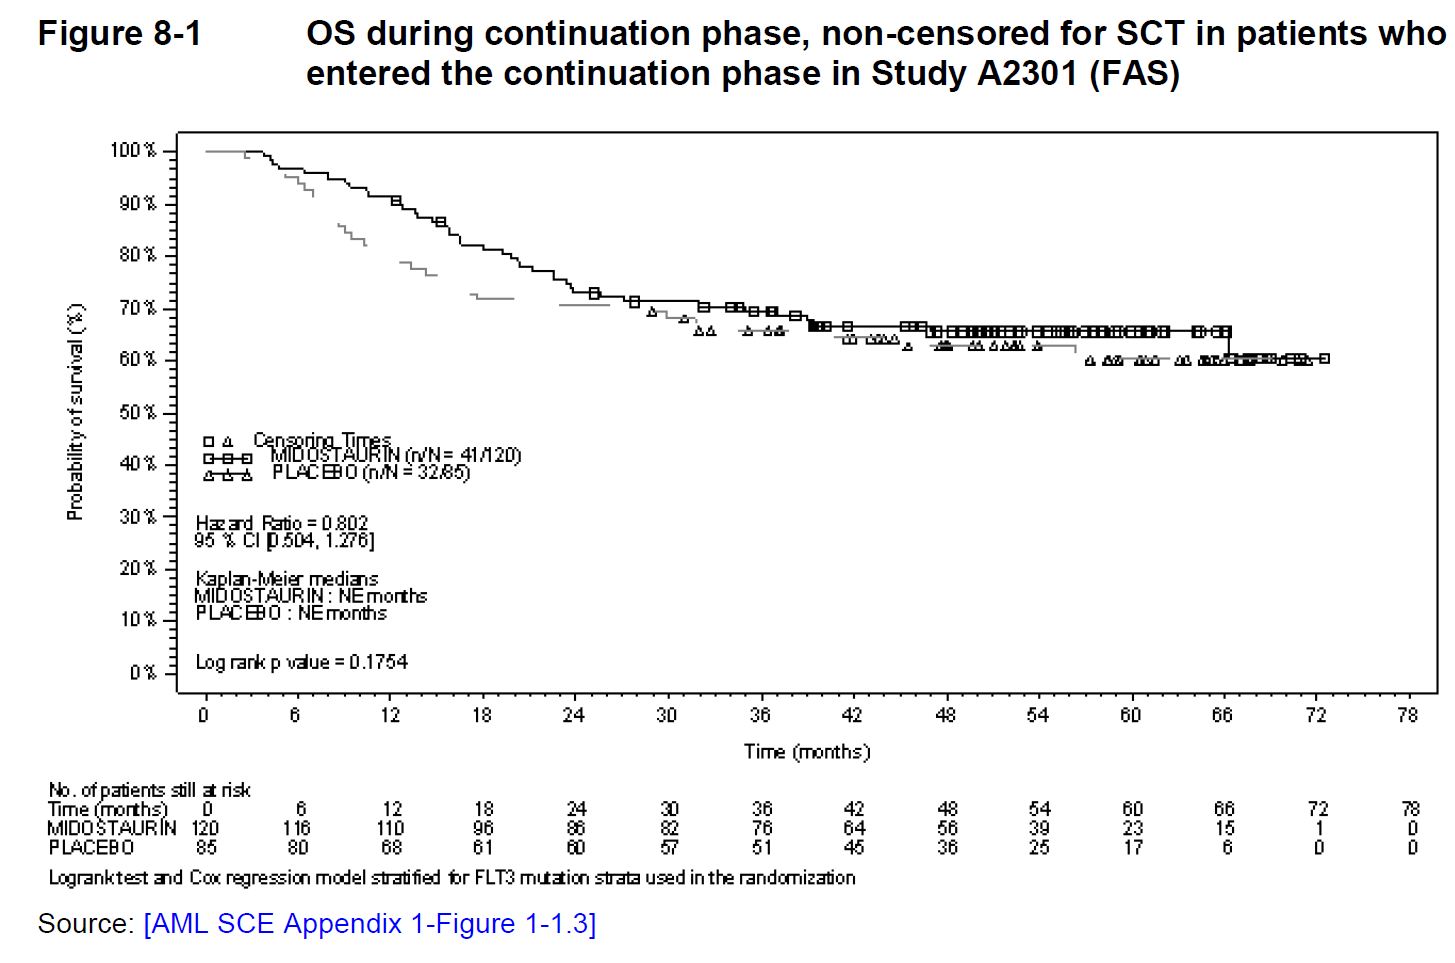 Figure 8-1 OS during continuation phase, non-censored for SCT in patients who
entered the continuation phase in Study A2301 (FAS)
100%
90%
80%
70%
60%
50%
40%
30%
20%
10%
0%
Probability of survival (%)
Censoring Times
MIDOSTAURIN (n/N = 41/120)
PLACEBO (n/N = 32/85)
Hazard Ratio = 0.802
95 % CI [0.504, 1.276]
Kaplan-Meier medians
MIDOSTAURIN : NE months
PLACEBO : NE months
Log rank p value = 0.1754
0 6 12 18 24 30 36 42 48 54 60 66 72 78
Time (months)
No. of patients still at risk
Time (months) 0 6 12 18 24 30 36 42 48 54 60 66 72 78
MIDOSTAURIN 120 116 110 96 86 82 76 64 56 39 23 15 1 0
PLACEBO 85 80 68 61 60 57 51 45 36 25 17 6 0 0
Logrank test and Cox regression model stratified for FLT3 mutation strata used in the randomization
Source: [AML SCE Appendix 1-Figure 1-1.3]